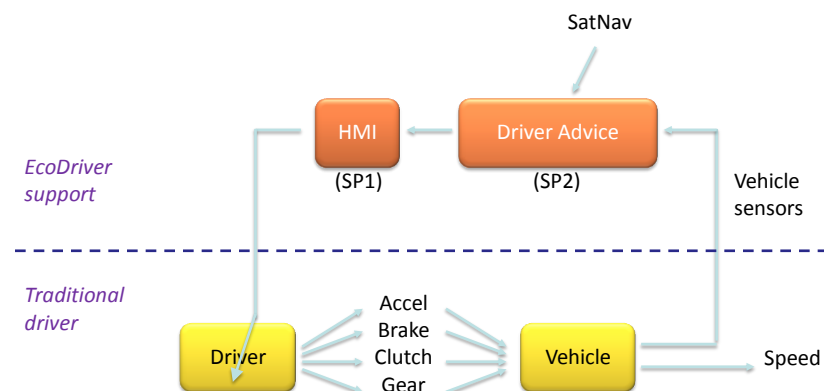 SatNav
HMI
Driver Advice
(SP1)
(SP2)
EcoDriver
support
Vehicle
sensors
Traditional
driver
Accel
Brake
Clutch
Gear
Driver
Vehicle
Speed